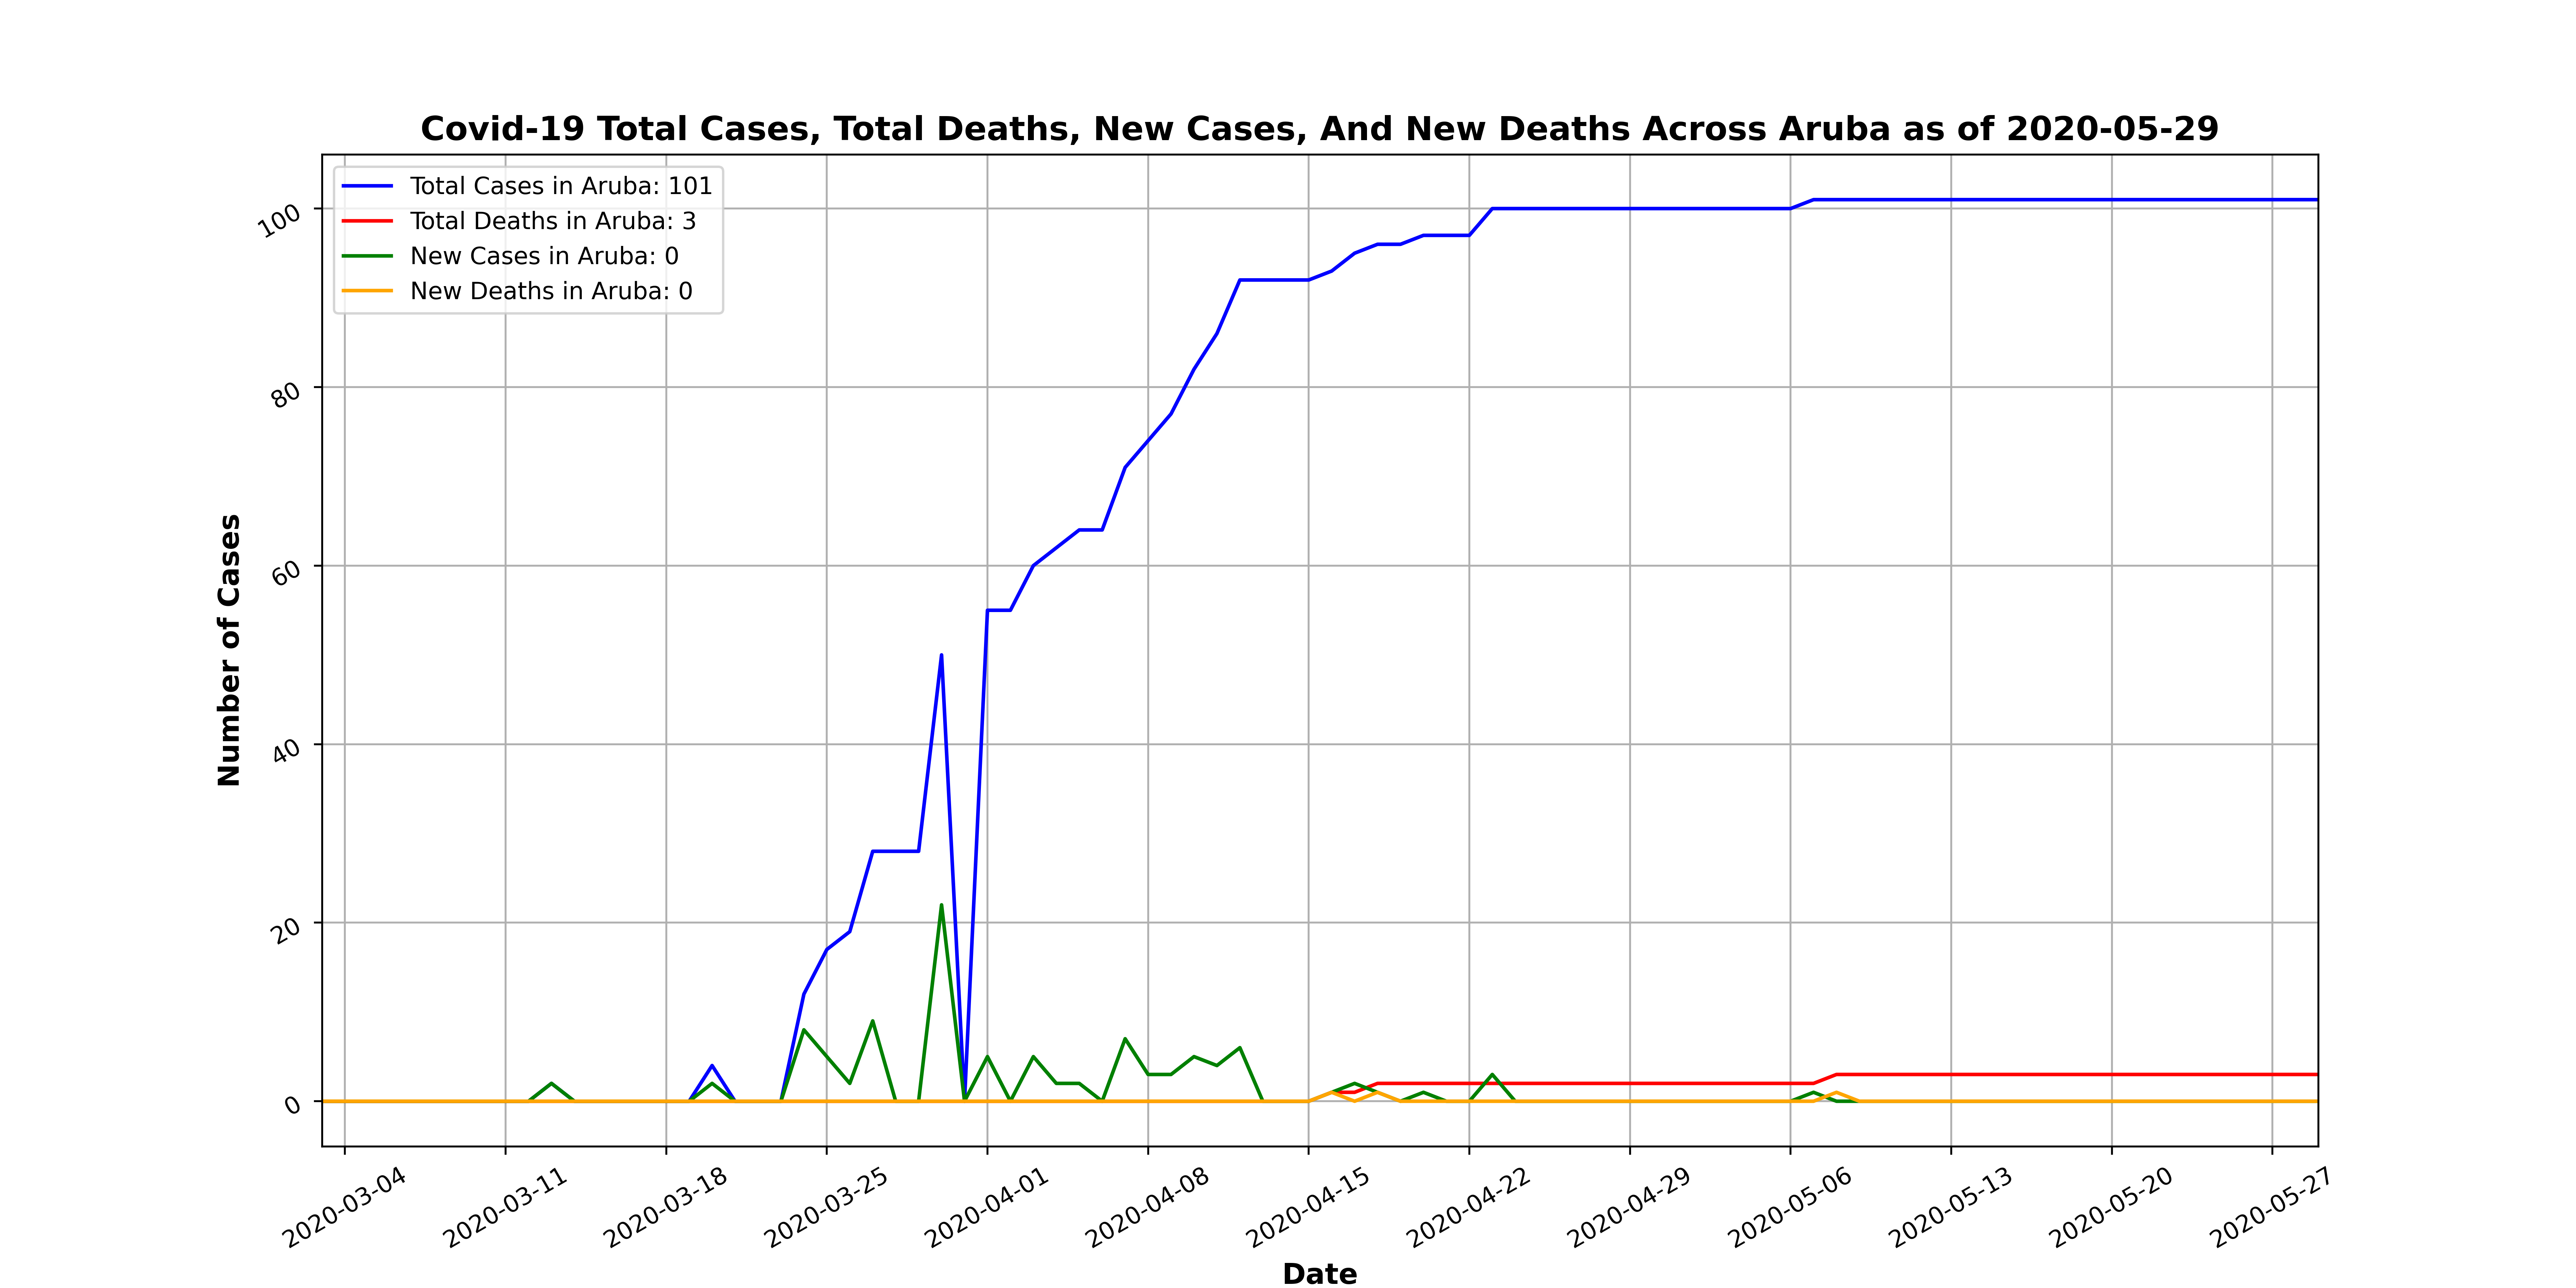 Covid-19 Total Cases, Total Deaths, New Cases, And New Deaths Across Aruba as of 2020-05-29
Total Cases in Aruba: 101
Total Deaths in Aruba: 3
New Cases in Aruba: 0
New Deaths in Aruba: 0
Number of Cases
100
80
60
40
20
0
2020-03-04
2020-03-11
2020-03-18
2020-03-25
2020-04-01
2020-04-08
2020-04-15
2020-04-22
2020-04-29
2020-05-06
2020-05-13
2020-05-20
2020-05-27
Date